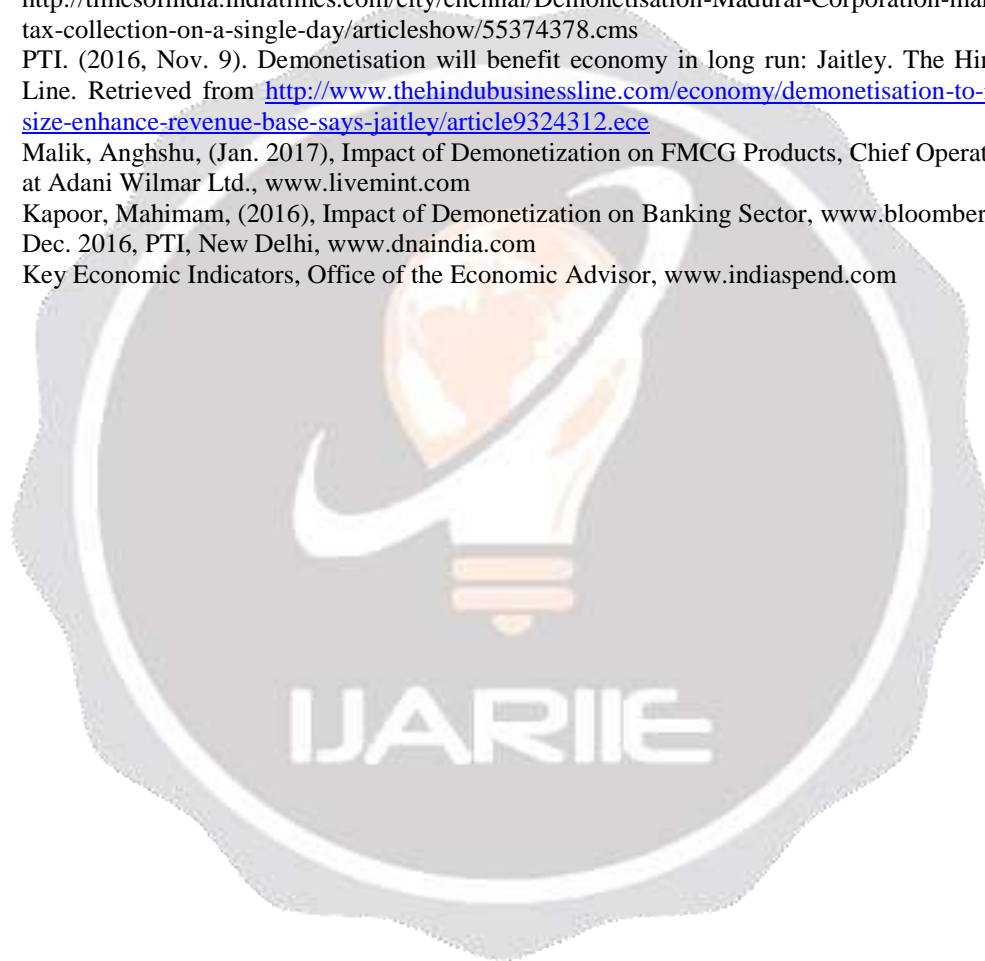 http://timesofindia.indiatimes.com/city/chennai/Demonetisation-Madurai-Corporation-
tax-collection-on-a-single-day/articleshow/55374378.cms
PTI. (2016, Nov. 9). Demonetisation will benefit economy in long run: Jaitley. The
Line. Retrieved from http://www.thehindubusinessline.com/economy/demonetisation-to-
size-enhance-revenue-base-says-jaitley/article9324312.ece
Malik, Anghshu, (Jan. 2017), Impact of Demonetization on FMCG Products, Chief
at Adani Wilmar Ltd., www.livemint.com
Kapoor, Mahimam, (2016), Impact of Demonetization on Banking Sector,
Dec. 2016, PTI, New Delhi, www.dnaindia.com
Key Economic Indicators, Office of the Economic Advisor, www.indiaspend.com
IJARIIE